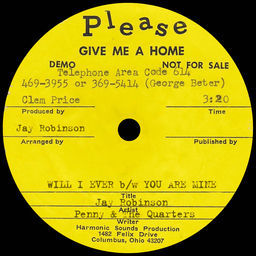 Please
GIVE ME A HOME
DEMO NOT FOR SALE
Telephone Area Code 614
469-3955 or 369-5414 (George Beter)
Clem Price 3:20
Produced by Time
Jay Robinson
Arranged by Published by
WILL I EVER b/w YOU ARE MINE
Title
Jay Robinson
Artist
Penny & The Quarters
Writer
Harmonic Sounds Production
1482 Felix Drive
Columbus, Ohio 43207